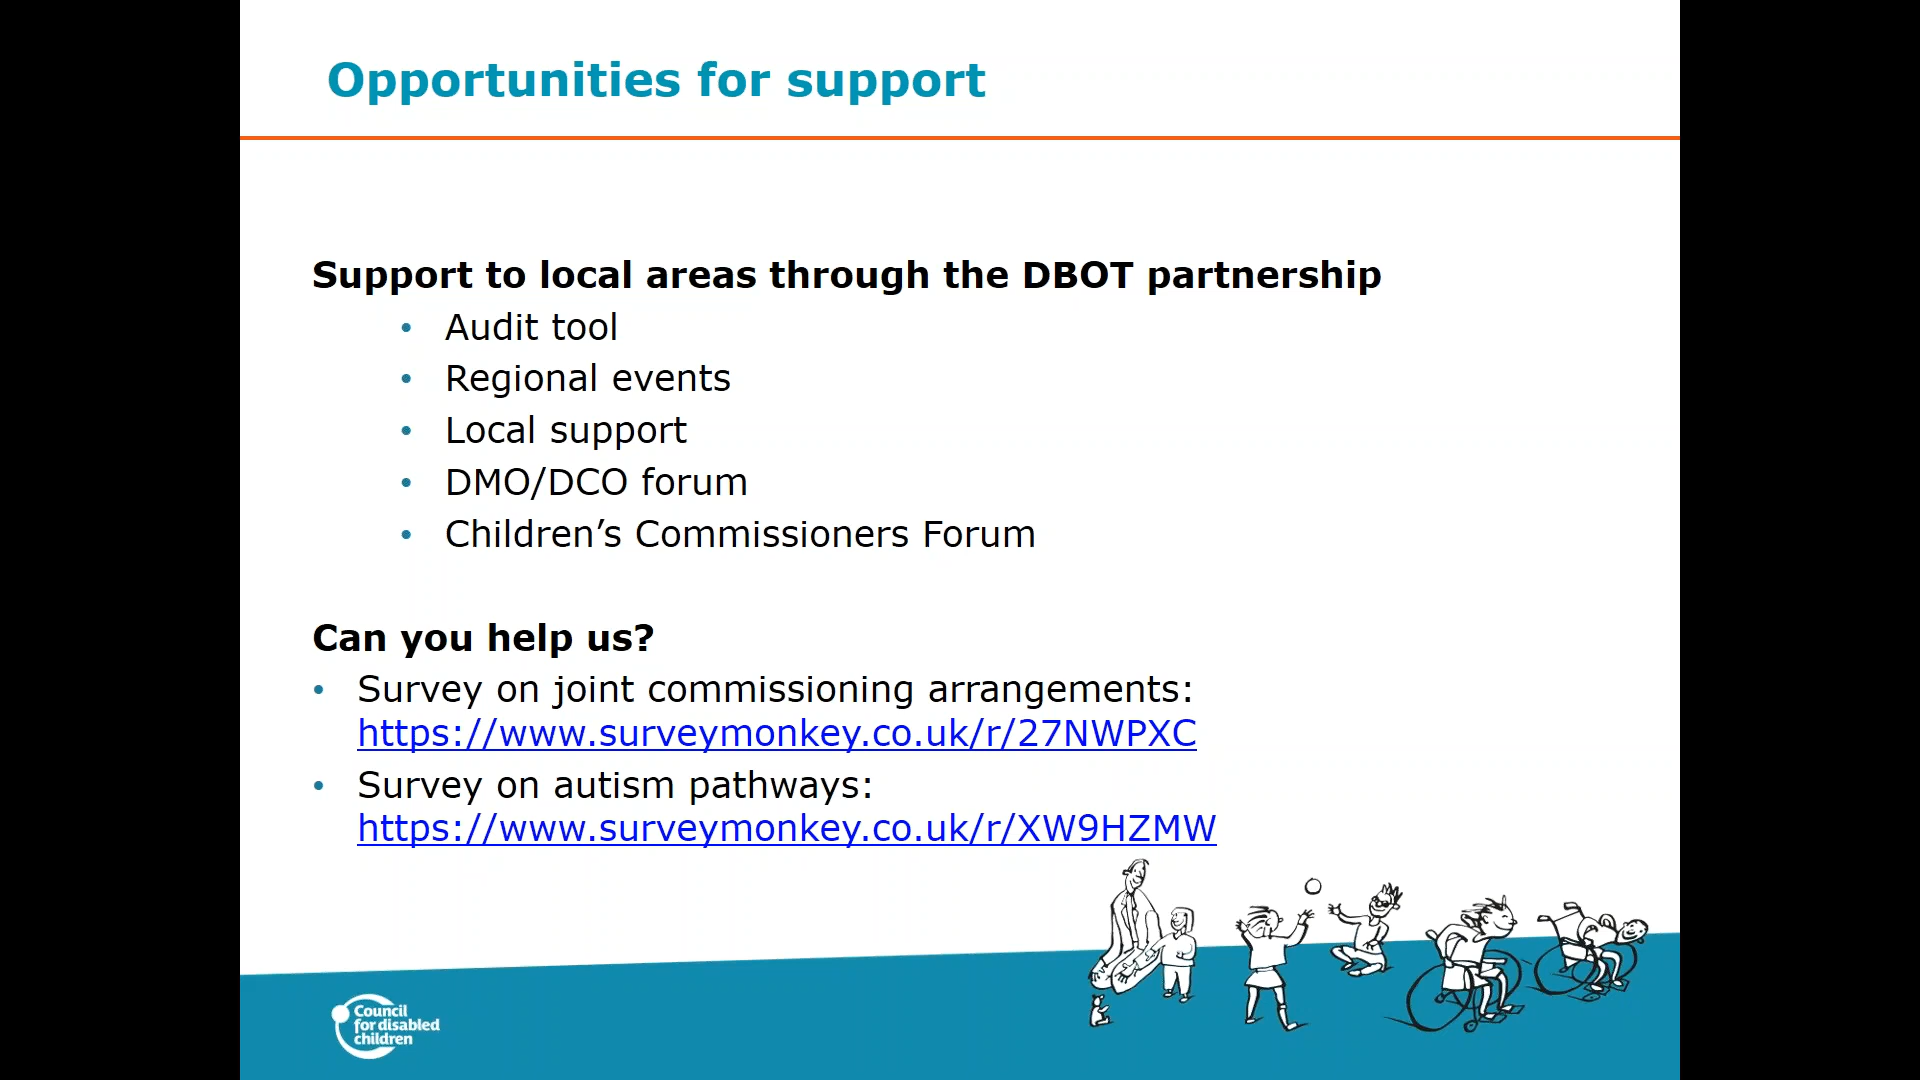 Opportunities for support
Support to local areas through the DBOT partnership
• Audit tool
• Regional events
• Local support
• DMO/DCO forum
• Children’s Commissioners Forum
Can you help us?
• Survey on joint commissioning arrangements:
https://www.surveymonkey.co.uk/r/27NWPXC
• Survey on autism pathways:
https://www.surveymonkey.co.uk/r/XW9HZMW
Council
for disabled
children